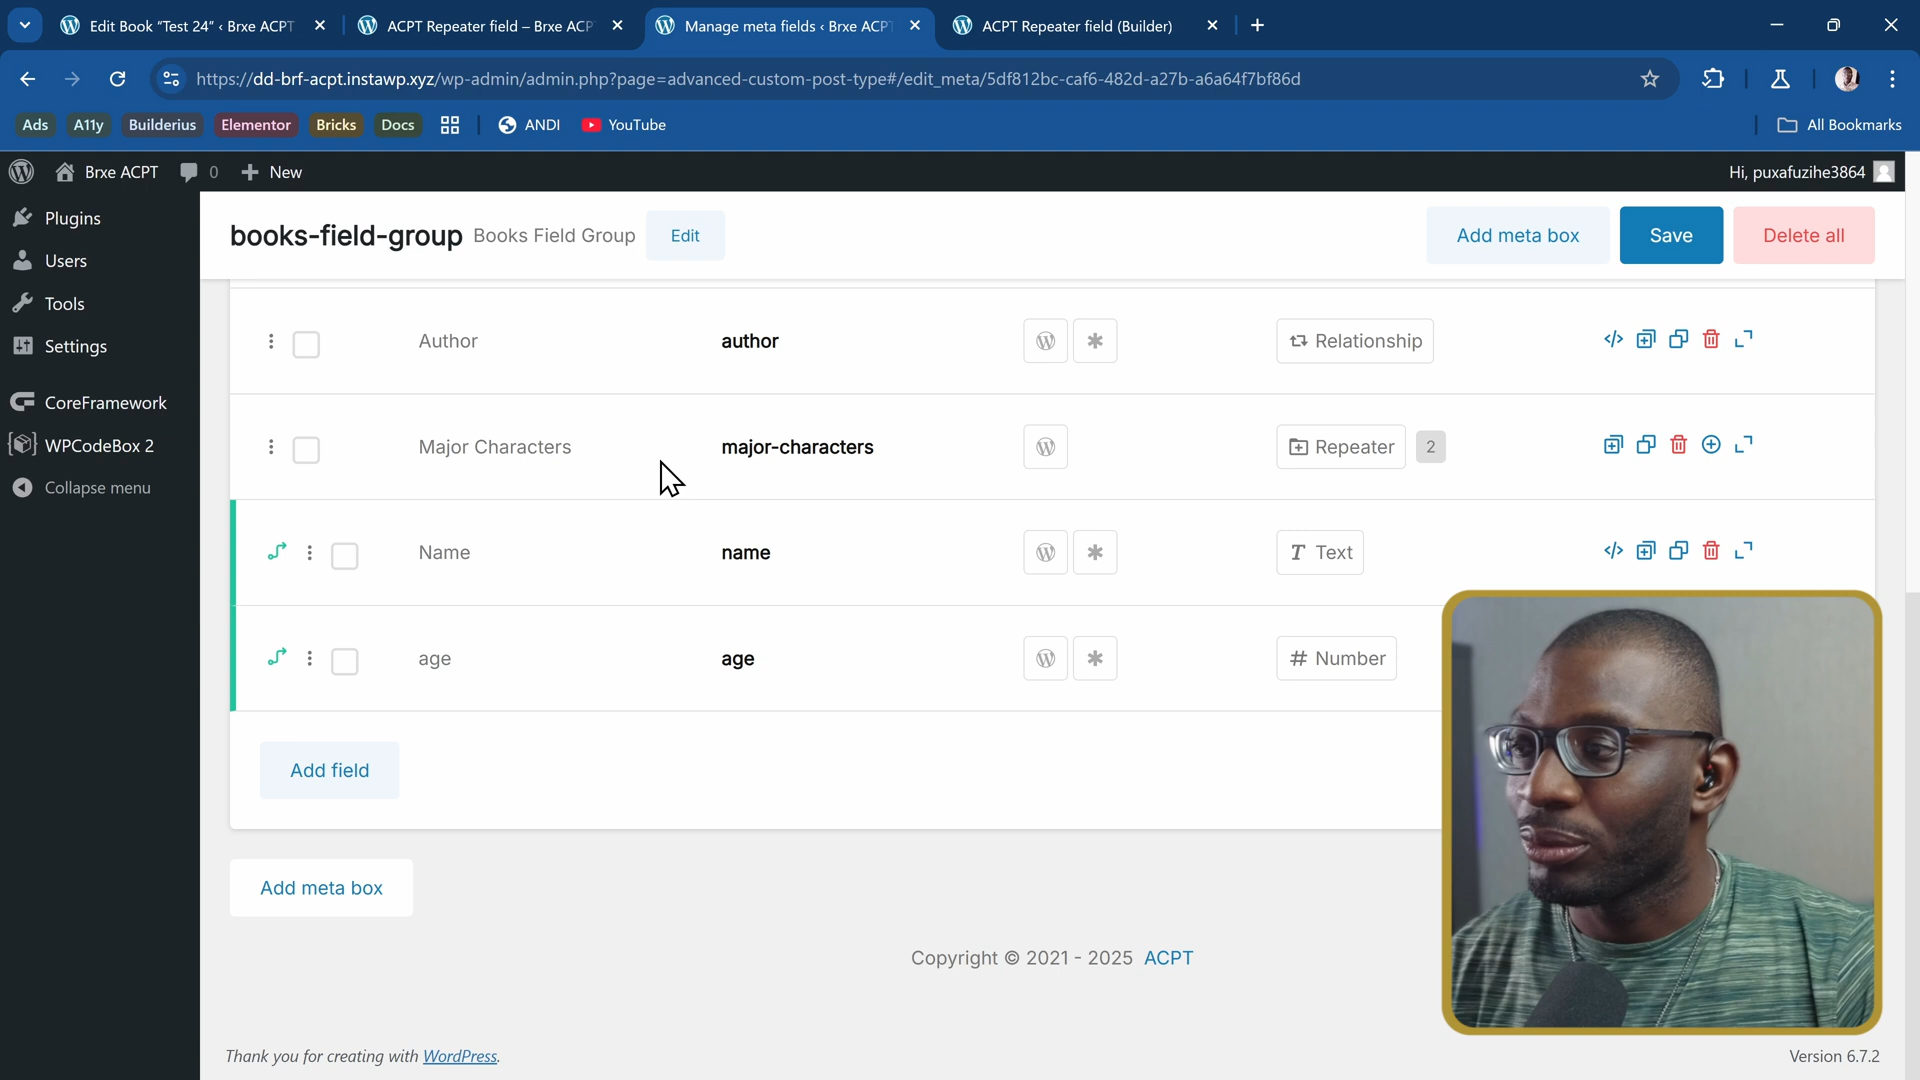 Edit Book “Test 24” ‹ Brxe ACPT
ACPT Repeater field – Brxe ACP
Manage meta fields ‹ Brxe ACP
ACPT Repeater field (Builder)
https://dd-brf-acpt.instawp.xyz/wp-admin/admin.php?page=advanced-custom-post-type#/edit_meta/5df812bc-caf6-482d-a27b-a6a64f7bf86d
Ads
A11y
Builderius
Elementor
Bricks
Docs
ANDI
YouTube
All Bookmarks
Brxe ACPT
0
New
Hi, puxafuzihe3864
Plugins
Users
Tools
Settings
CoreFramework
WPCodeBox 2
Collapse menu
books-field-group Books Field Group
Edit
Add meta box
Save
Delete all
Author
author
Relationship
Major Characters
major-characters
Repeater
2
Name
name
Text
age
age
Number
Add field
Add meta box
Copyright © 2021 - 2025 ACPT
Thank you for creating with WordPress.
Version 6.7.2